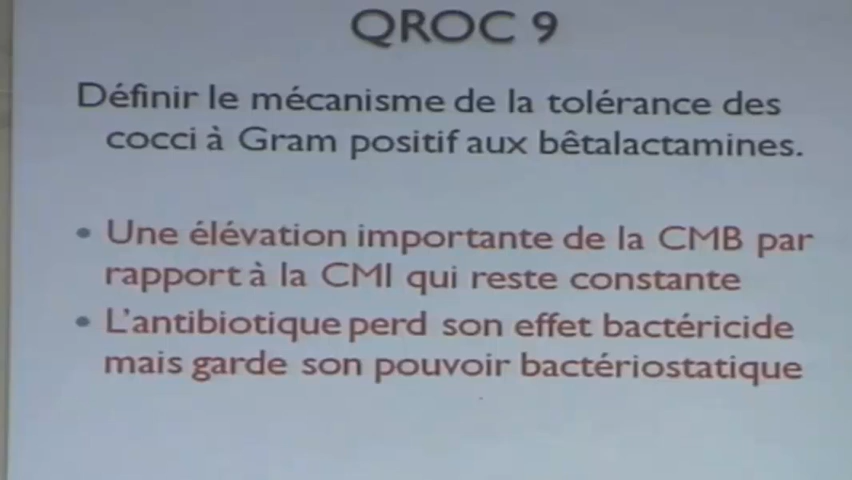 QROC 9
Définir le mécanisme de la tolérance des
cocci à Gram positif aux bêtalactamines.
• Une élévation importante de la CMB par
rapport à la CMI qui reste constante
• L'antibiotique perd son effet bactéricide
mais garde son pouvoir bactériostatique